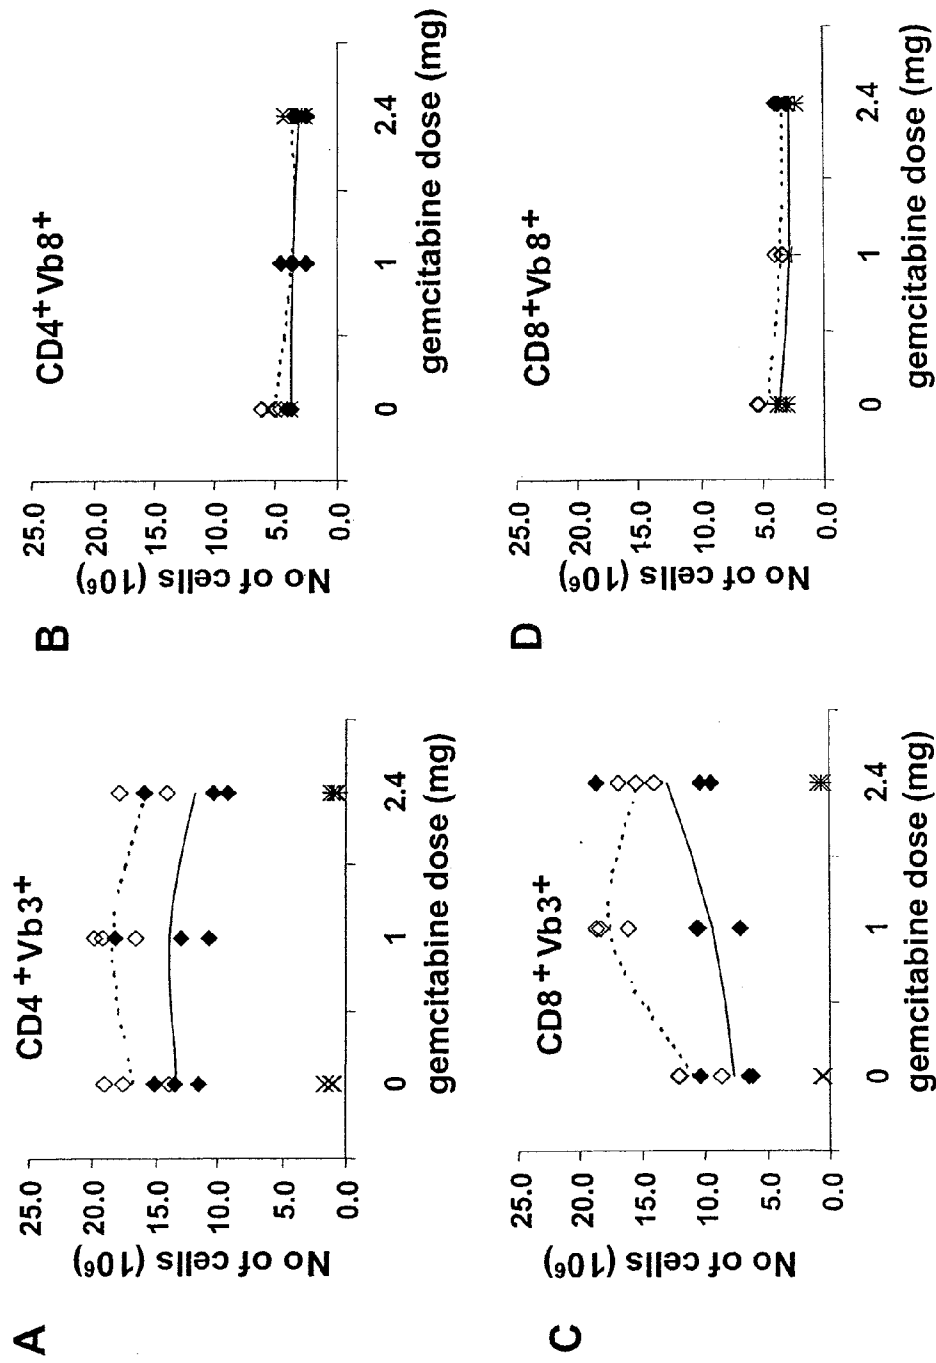 A
CD4+Vb3+
No of cells (10⁶)
25.0
20.0
15.0
10.0
5.0
0.0
0 1 2.4
gemcitabine dose (mg)
B
CD4+Vb8+
No of cells (10⁶)
25.0
20.0
15.0
10.0
5.0
0.0
0 1 2.4
gemcitabine dose (mg)
C
CD8+Vb3+
No of cells (10⁶)
25.0
20.0
15.0
10.0
5.0
0.0
0 1 2.4
gemcitabine dose (mg)
D
CD8+Vb8+
No of cells (10⁶)
25.0
20.0
15.0
10.0
5.0
0.0
0 1 2.4
gemcitabine dose (mg)